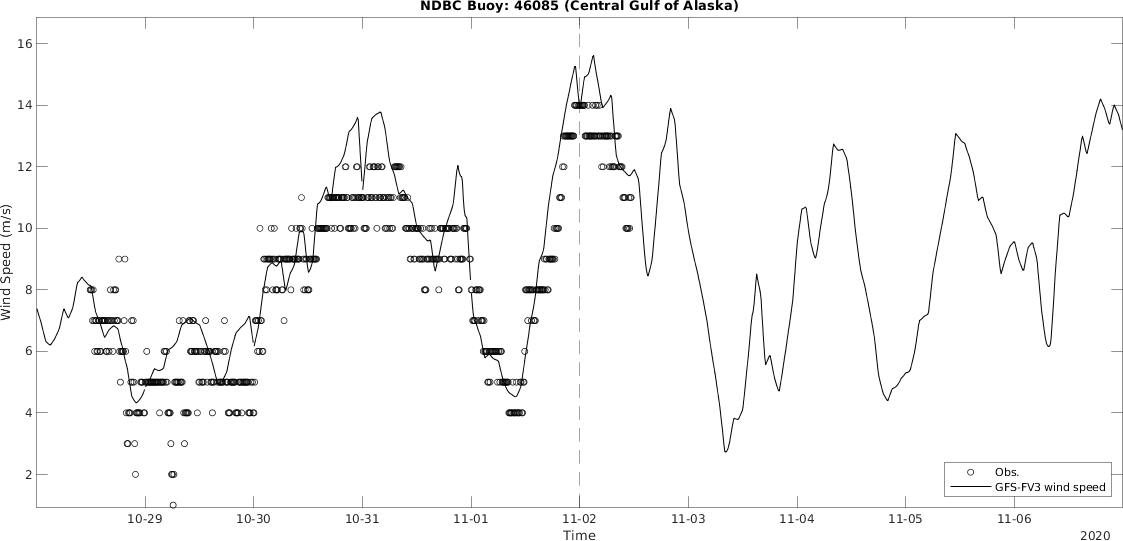 NDBC Buoy: 46085 (Central Gulf of Alaska)
Wind Speed (m/s)
16
14
12
10
8
6
4
2
Obs.
GFS-FV3 wind speed
10-29 10-30 10-31 11-01 11-02 11-03 11-04 11-05 11-06
Time
2020